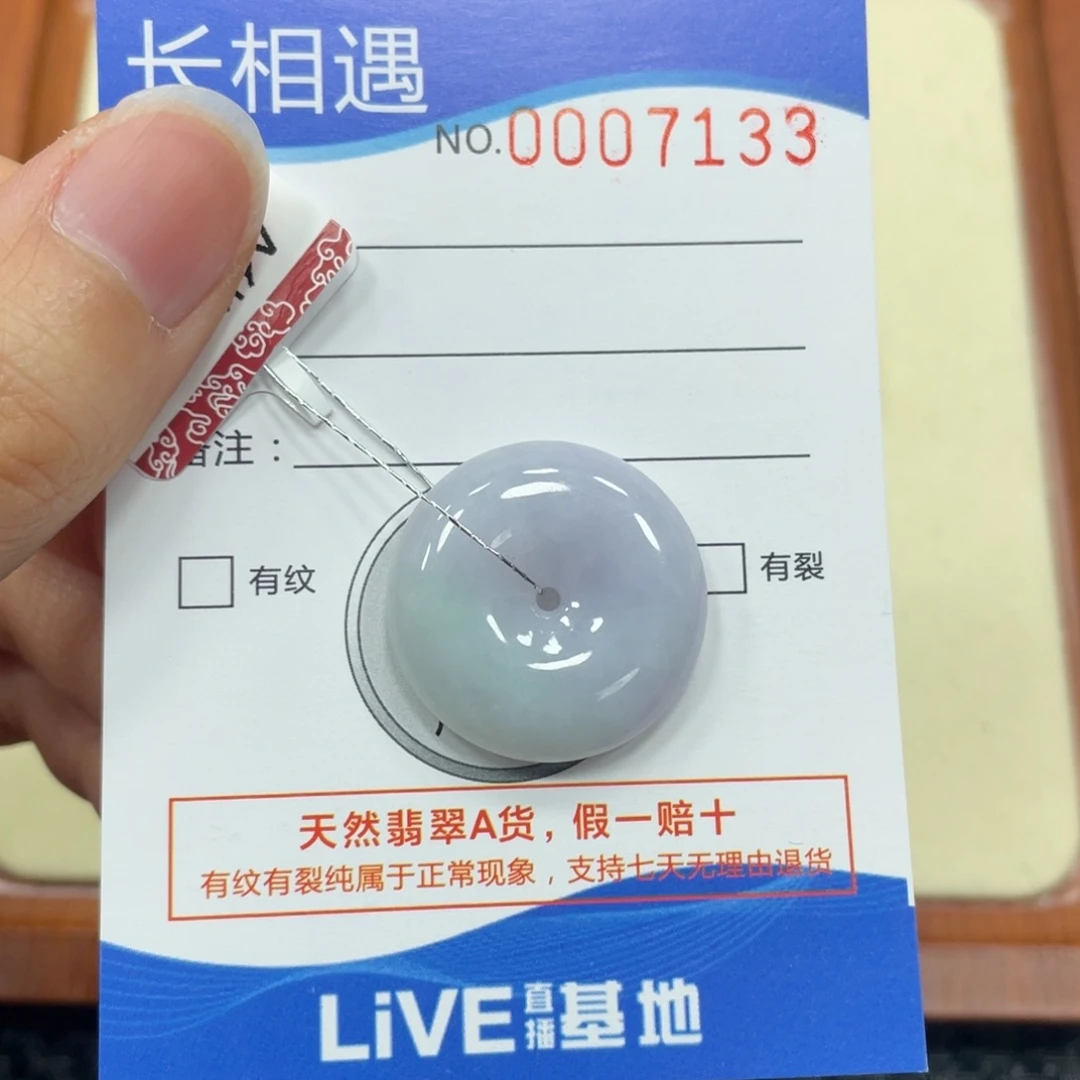 长相遇
NO.0007133
备注：
有纹
有裂
天然翡翠A货，假一赔十
有纹有裂纯属于正常现象，支持七天无理由退货
LiVE直播基地